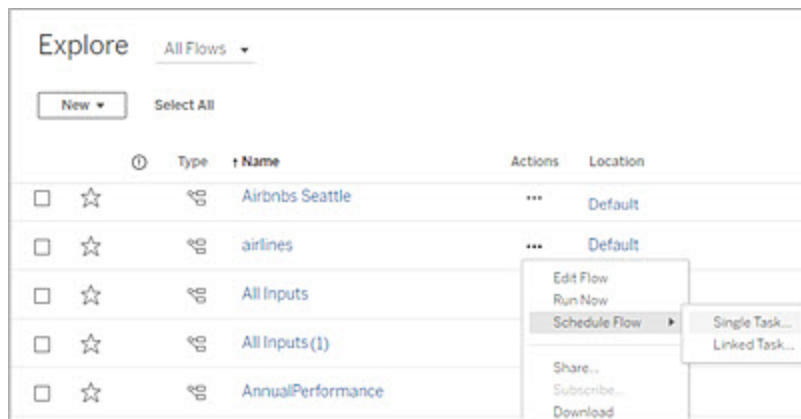 Explore All Flows
New Select All
Type Name Actions Location
Airbnbs Seattle ... Default
airlines ... Default
Edit Flow
All Inputs
Run Now
Schedule Flow Single Task...
All Inputs (1) Linked Task...
Share...
Subscribe...
AnnualPerformance
Download